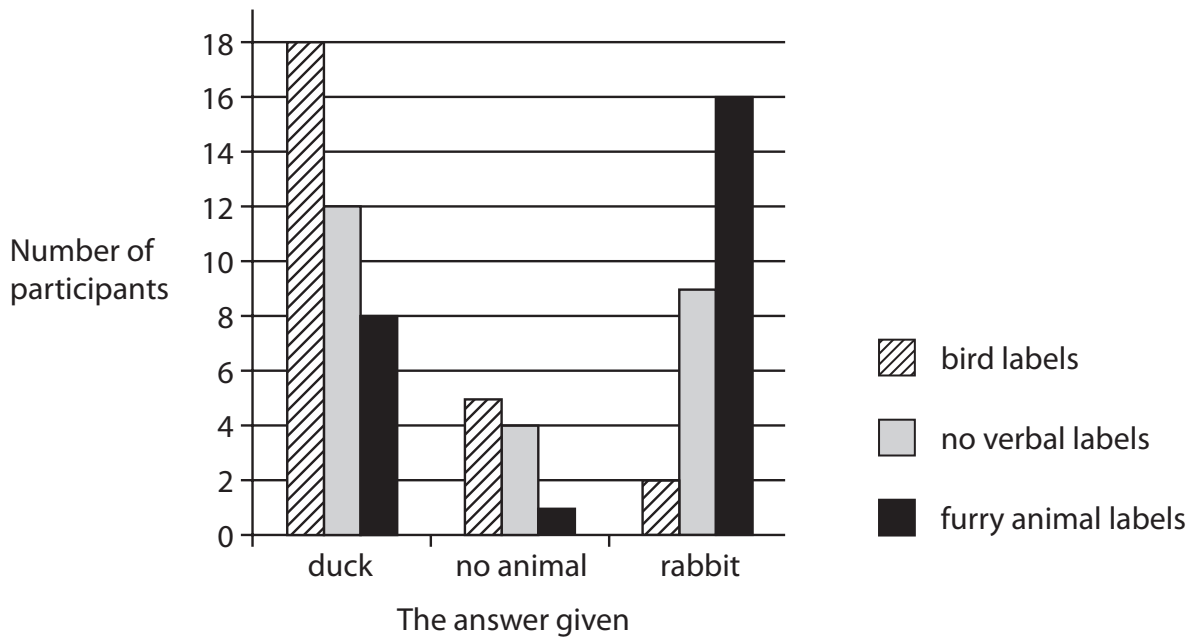 18
16
14
12
10
8
6
4
2
0
Number of
participants
duck no animal rabbit
The answer given
bird labels
no verbal labels
furry animal labels